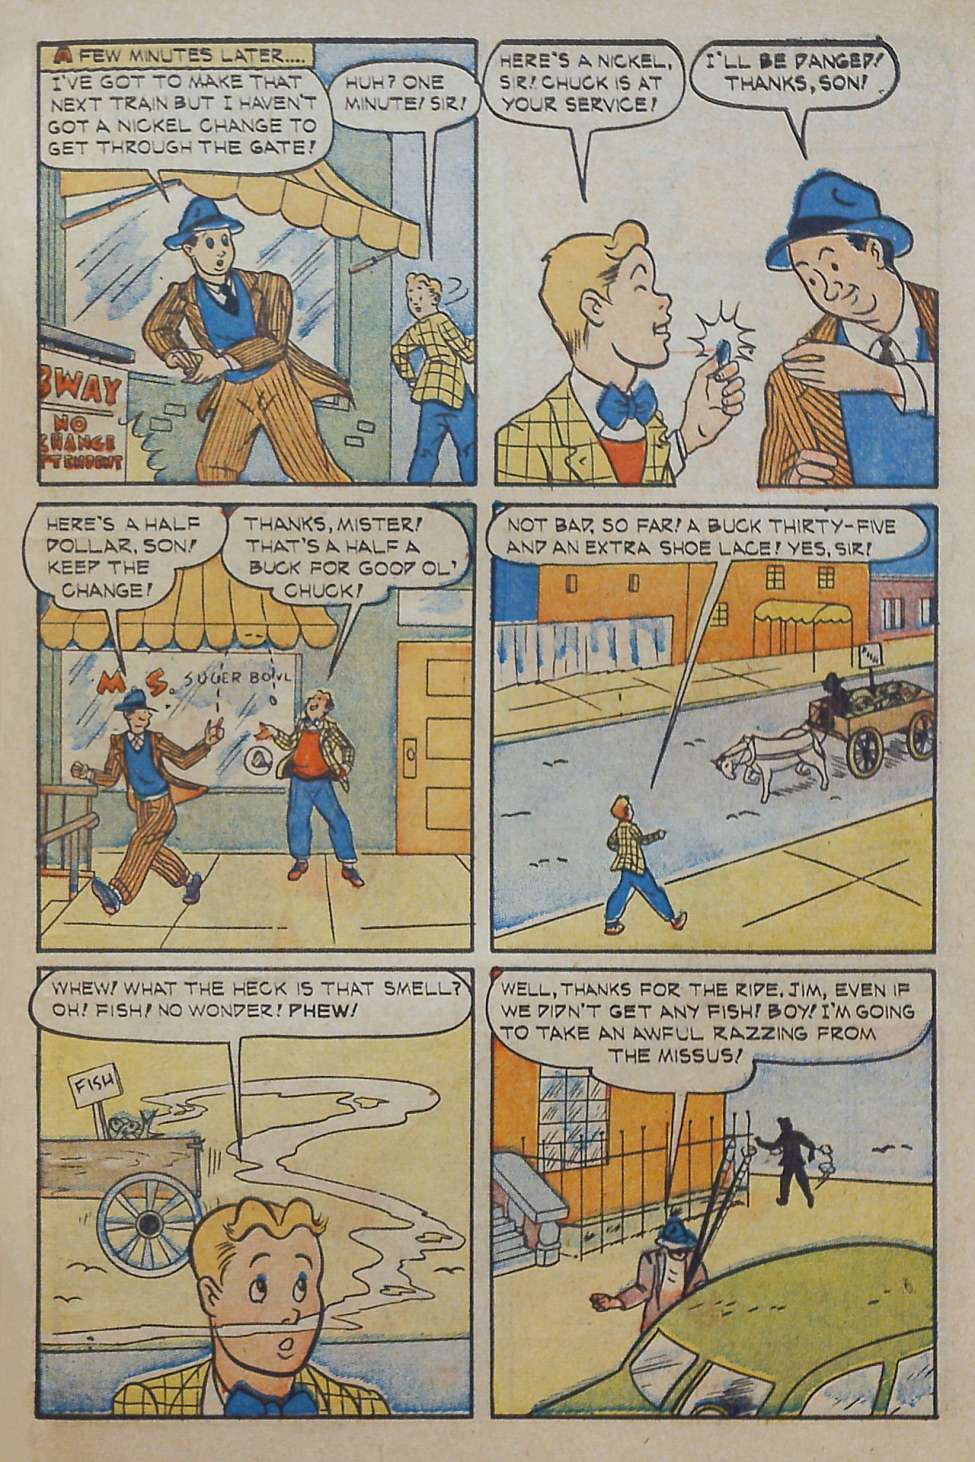 A FEW MINUTES LATER....
I'VE GOT TO MAKE THAT
NEXT TRAIN BUT I HAVEN'T
GOT A NICKEL CHANGE TO
GET THROUGH THE GATE!
HUH? ONE
MINUTE! SIR!
BWAY
NO
CHANGE
HERE'S A NICKEL,
SIR! CHUCK IS AT
YOUR SERVICE!
I'LL BE DANGED!
THANKS, SON!
HERE'S A HALF
DOLLAR, SON!
KEEP THE
CHANGE!
THANKS, MISTER!
THAT'S A HALF A
BUCK FOR GOOD OL'
CHUCK!
M S. SUGER BOWL
NOT BAD, SO FAR! A BUCK THIRTY-FIVE
AND AN EXTRA SHOE LACE! YES, SIR!
WHEW! WHAT THE HECK IS THAT SMELL?
OH! FISH! NO WONDER! PHEW!
FISH
WELL, THANKS FOR THE RIDE, JIM, EVEN IF
WE DIDN'T GET ANY FISH! BOY! I'M GOING
TO TAKE AN AWFUL RAZZING FROM
THE MISSUS!